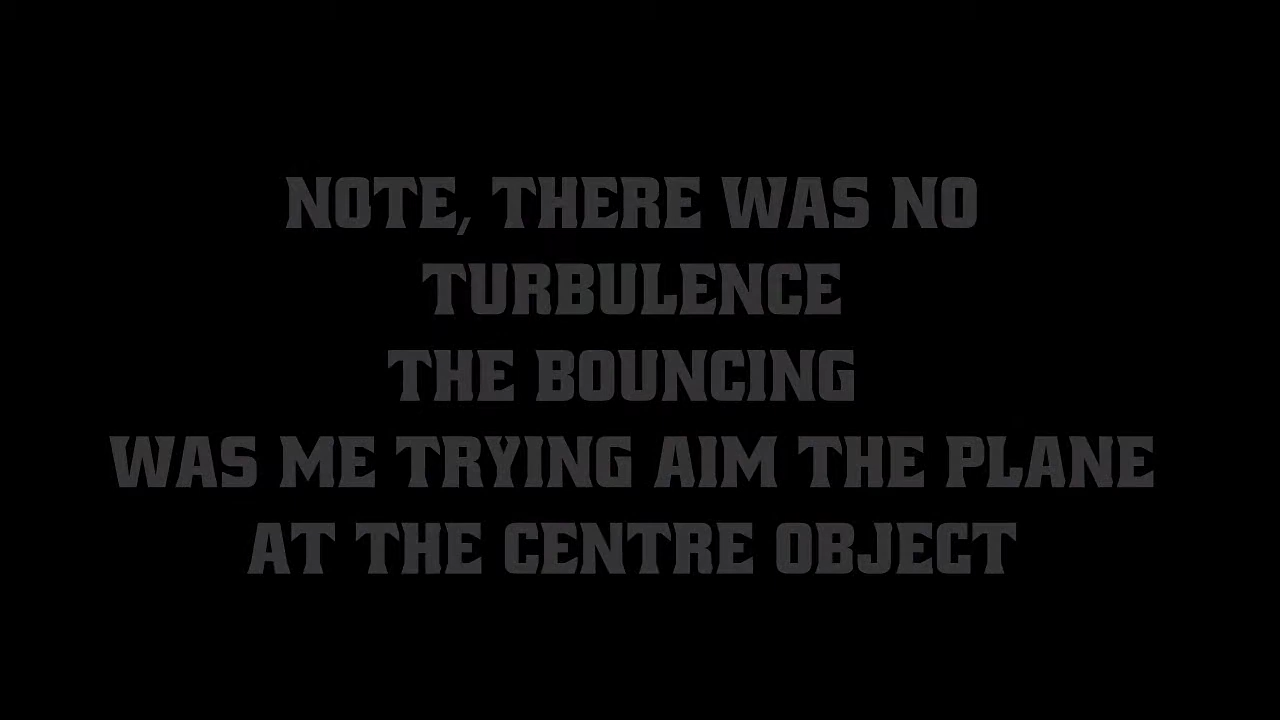 NOTE, THERE WAS NO
TURBULENCE
THE BOUNCING
WAS ME TRYING AIM THE PLANE
AT THE CENTRE OBJECT